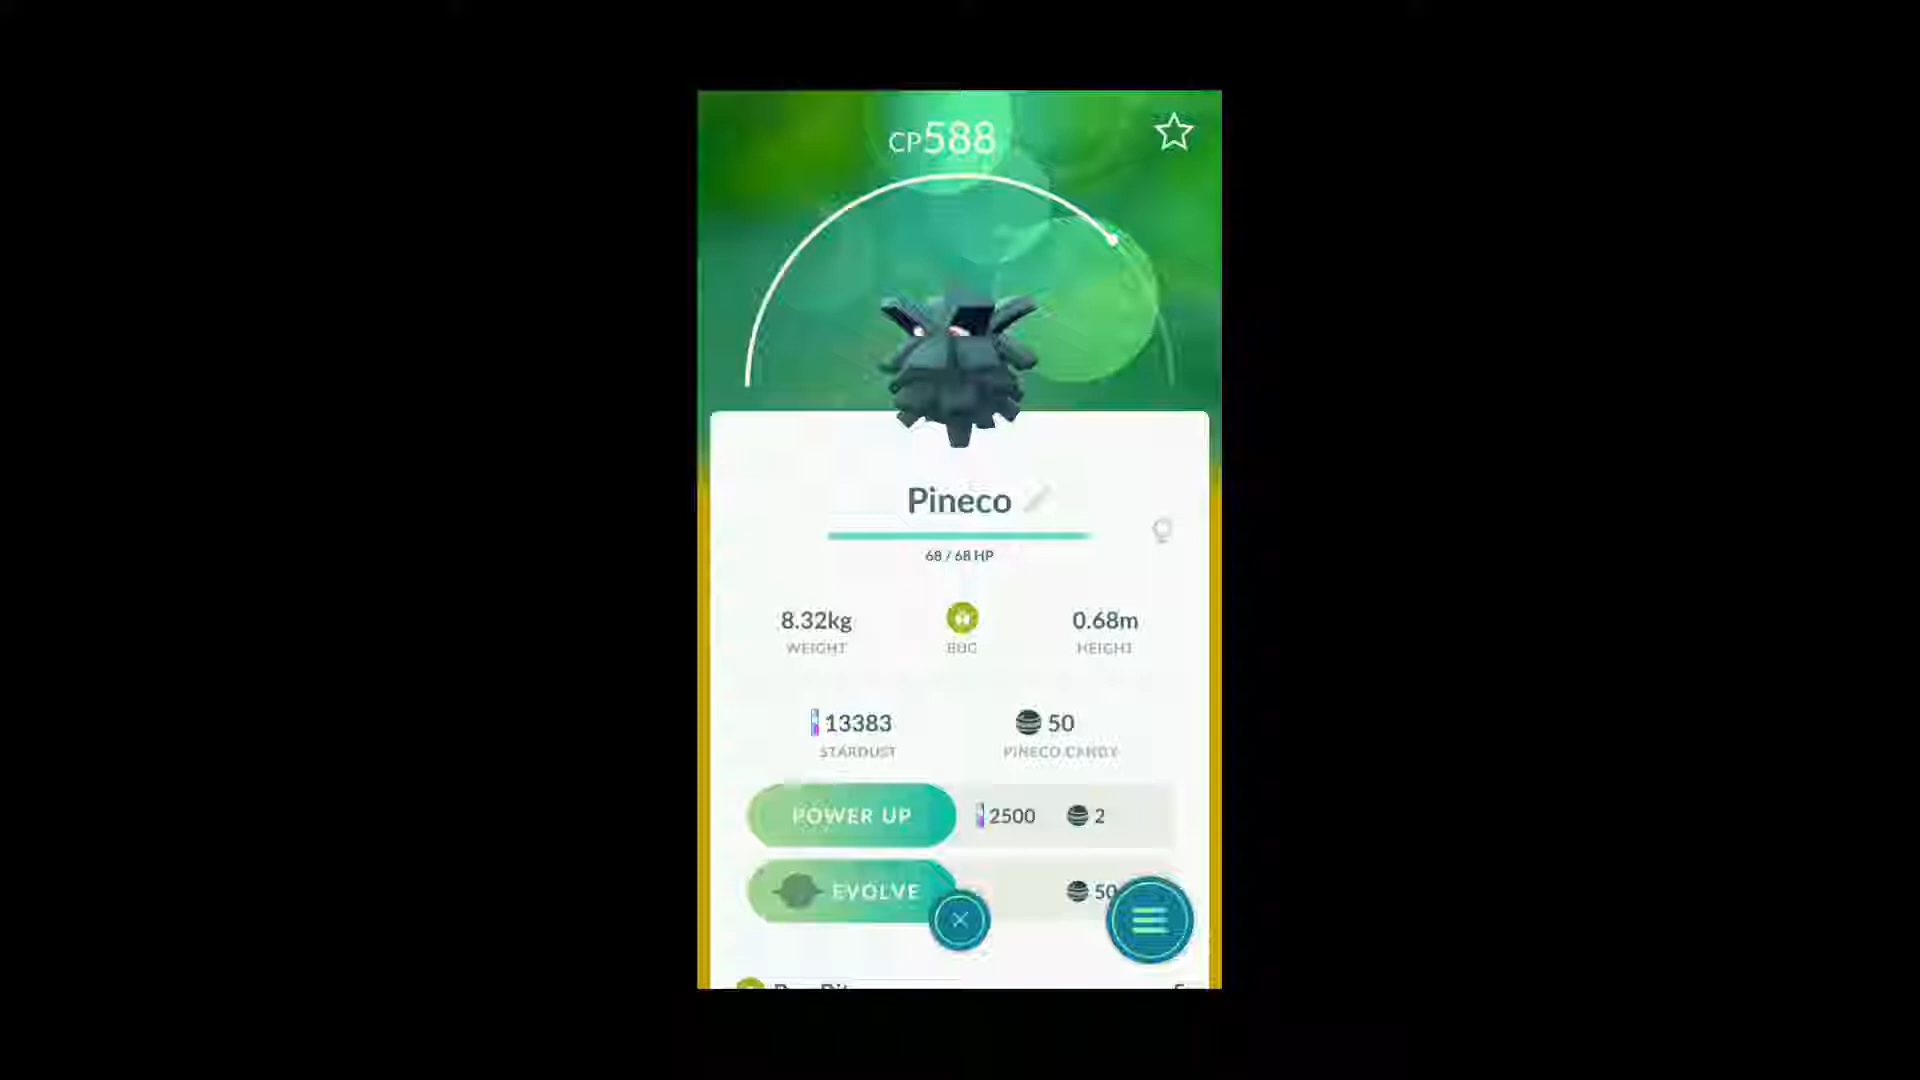 CP588
Pineco
68 / 68 HP
8.32kg
WEIGHT
BUG
0.68m
HEIGHT
13383
STARDUST
50
PINECO CANDY
POWER UP
2500
2
EVOLVE
50